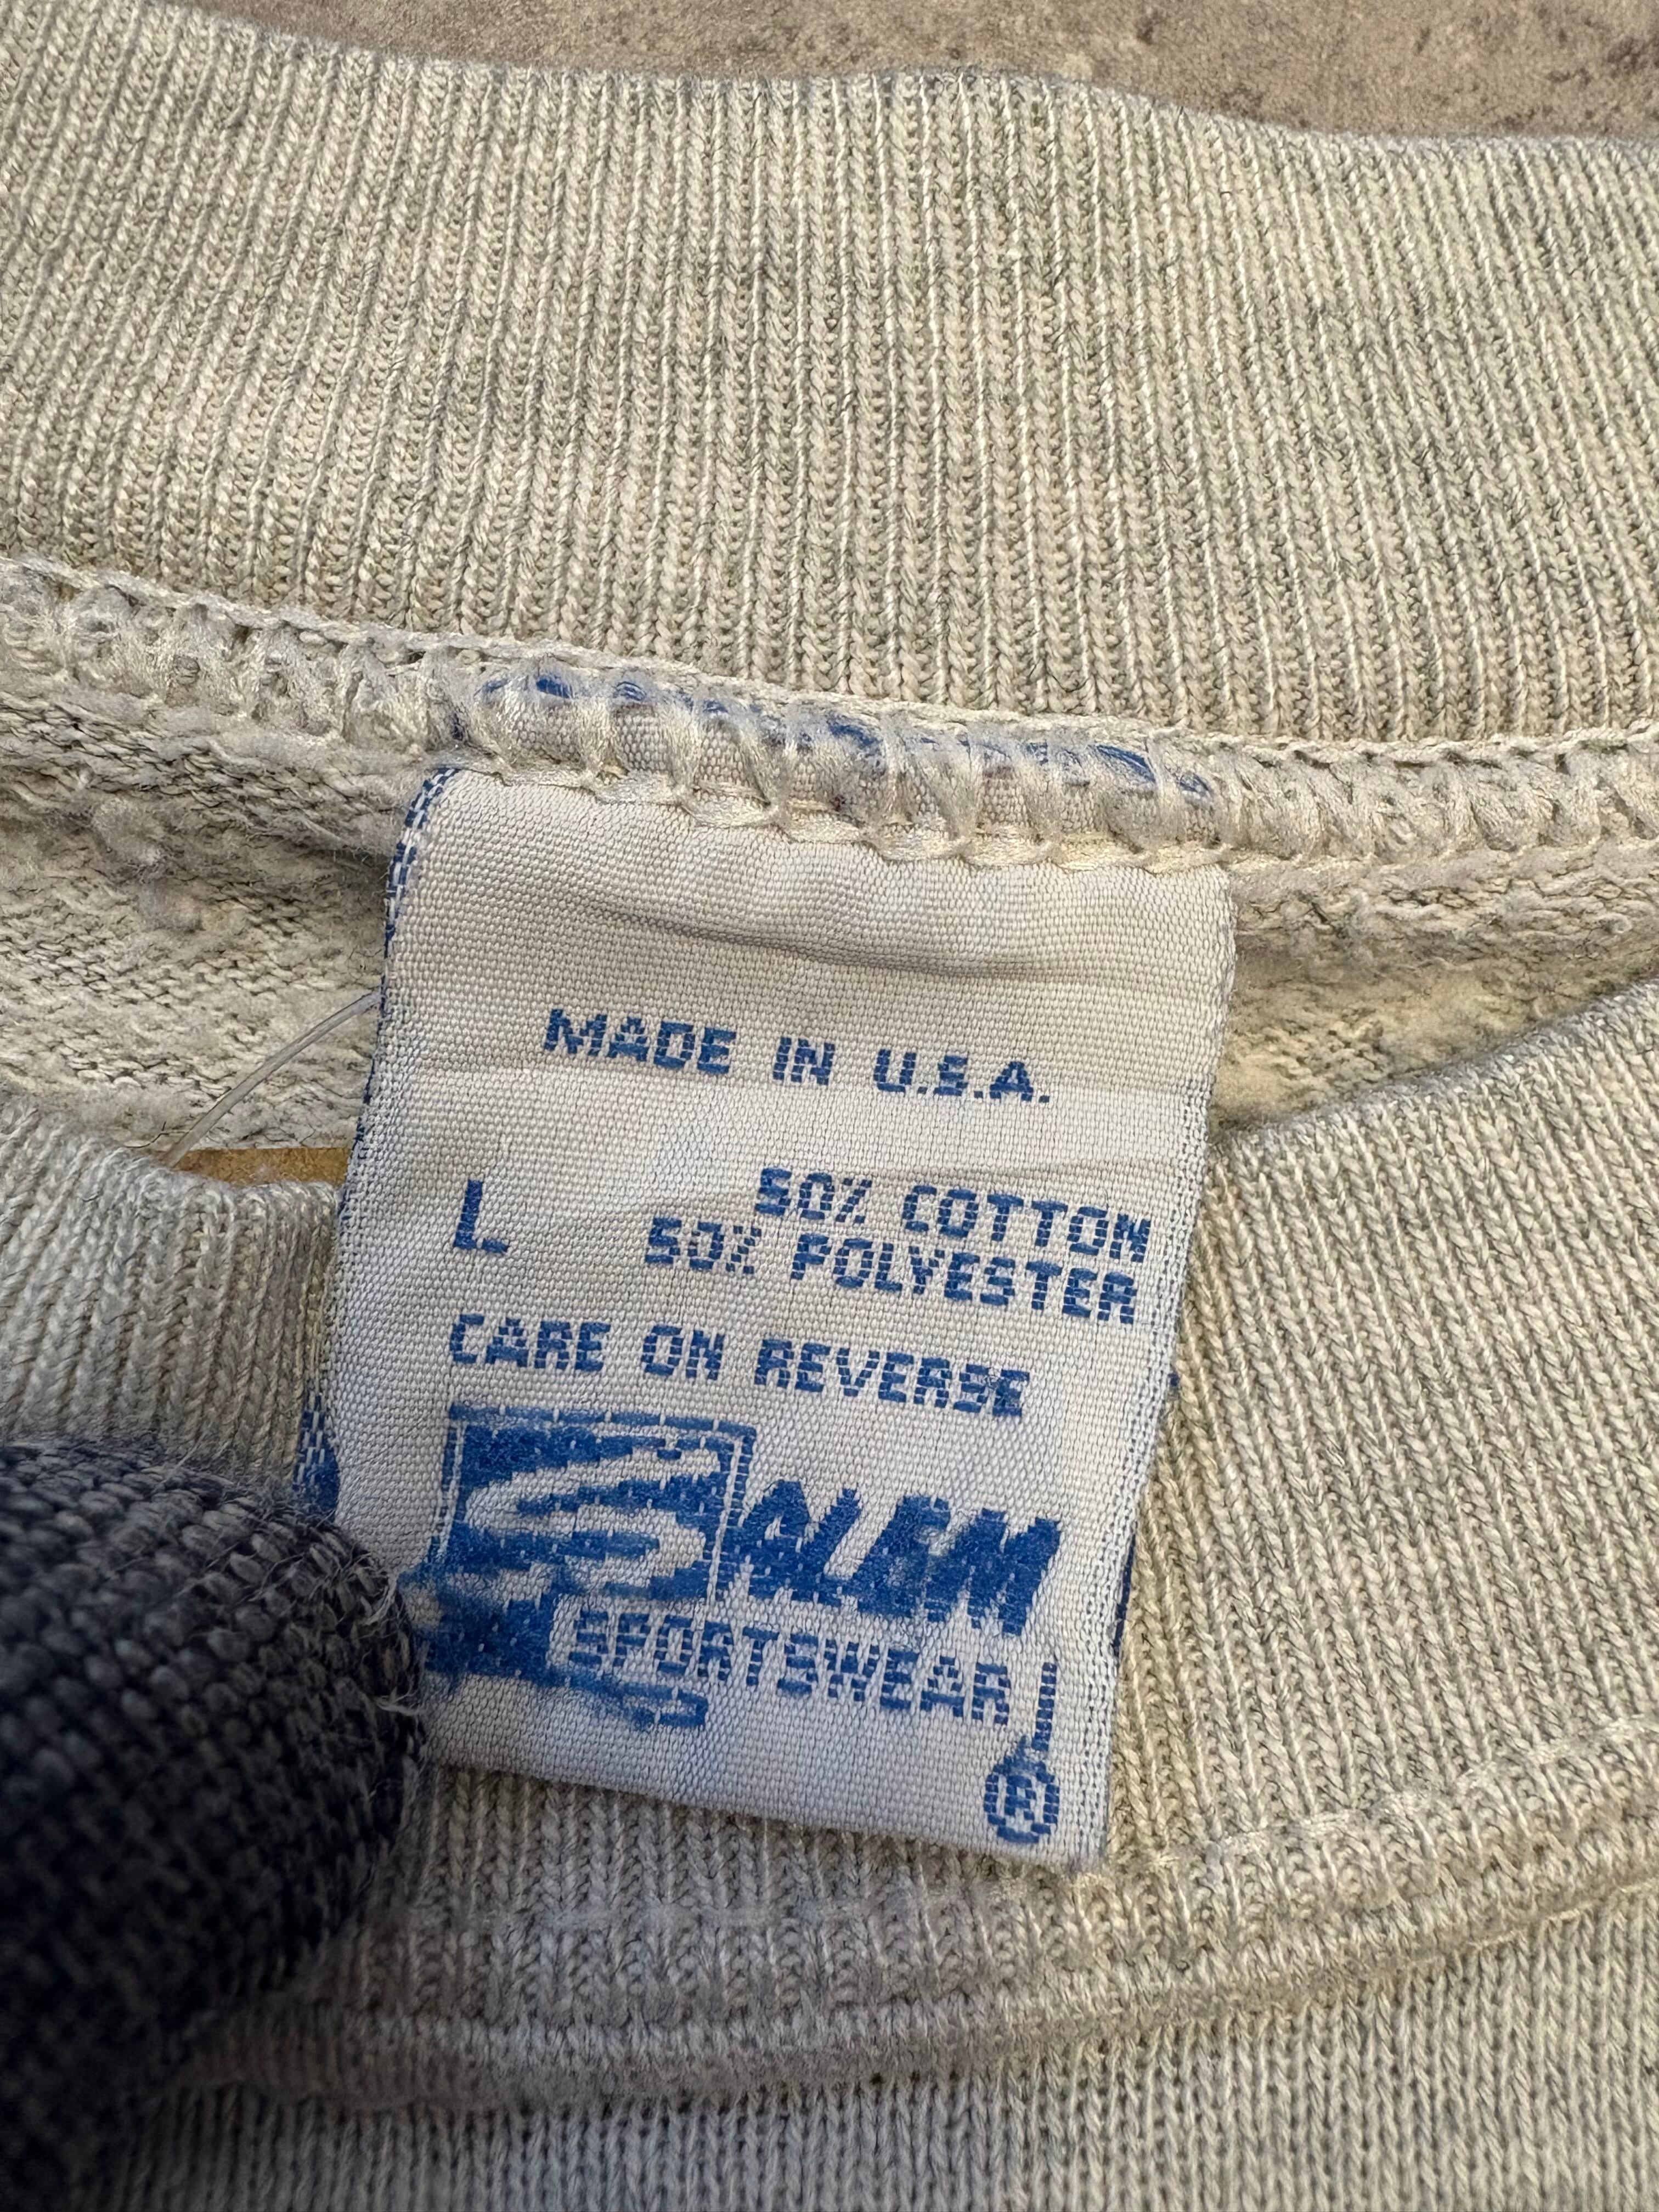 MADE IN U.S.A.
L
50% COTTON
50% POLYESTER
CARE ON REVERSE
SALEM
SPORTSWEAR
®